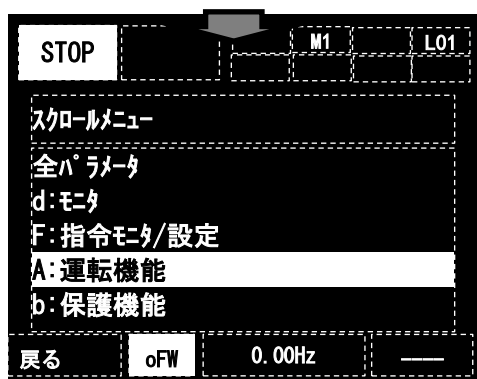 STOP M1 L01
スクロールメニュー
全パラメータ
d:モニタ
F:指令モニタ/設定
A:運転機能
b:保護機能
戻る oFW 0.00Hz ----